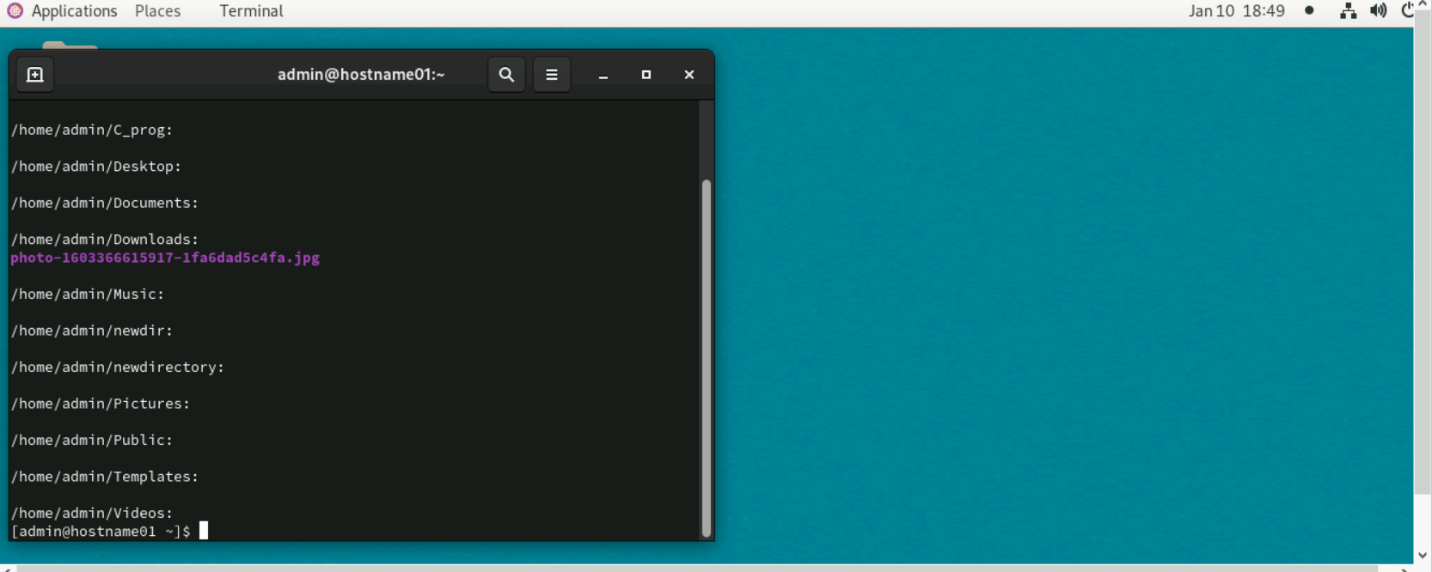 Applications Places Terminal Jan 10 18:49
admin@hostname01:~
/home/admin/C_prog:
/home/admin/Desktop:
/home/admin/Documents:
/home/admin/Downloads:
photo-1603366615917-1fa6dad5c4fa.jpg
/home/admin/Music:
/home/admin/newdir:
/home/admin/newdirectory:
/home/admin/Pictures:
/home/admin/Public:
/home/admin/Templates:
/home/admin/Videos:
[admin@hostname01 ~]$